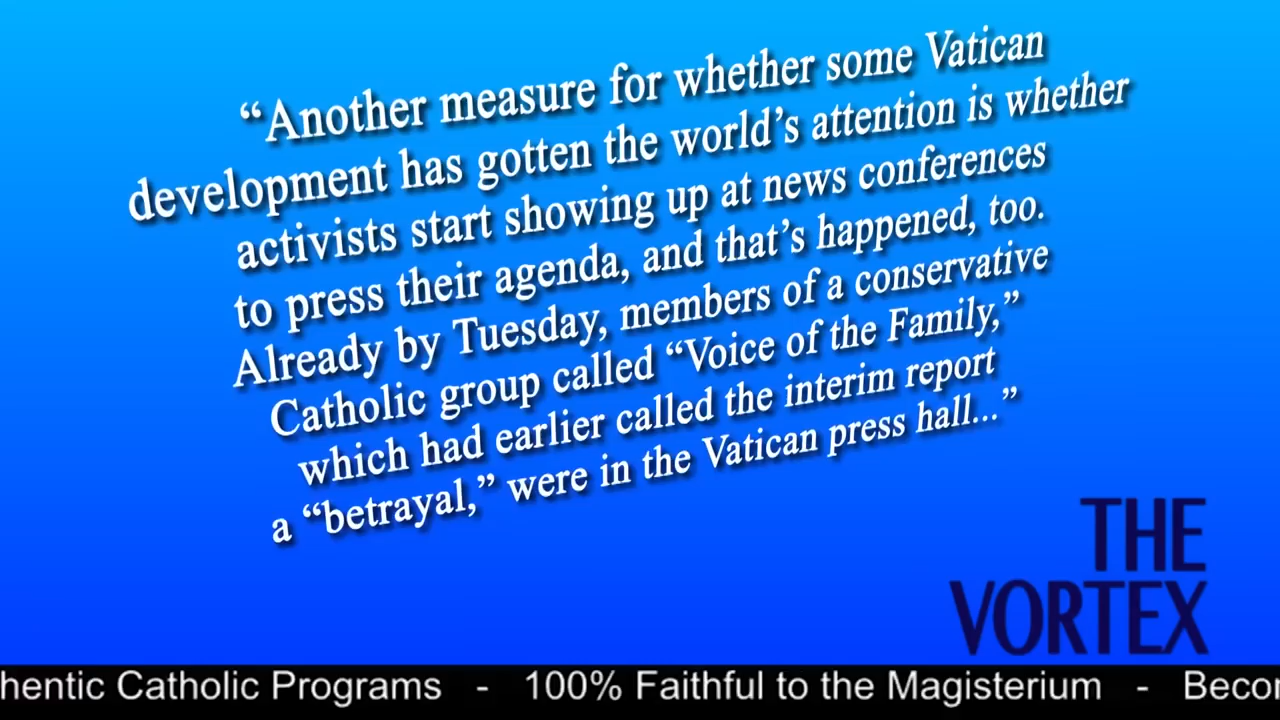 “Another measure for whether some Vatican
development has gotten the world’s attention is whether
activists start showing up at news conferences
to press their agenda, and that’s happened, too.
Already by Tuesday, members of a conservative
Catholic group called “Voice of the Family,”
which had earlier called the interim report
a “betrayal,” were in the Vatican press hall...”
THE
VORTEX
hentic Catholic Programs - 100% Faithful to the Magisterium - Becor